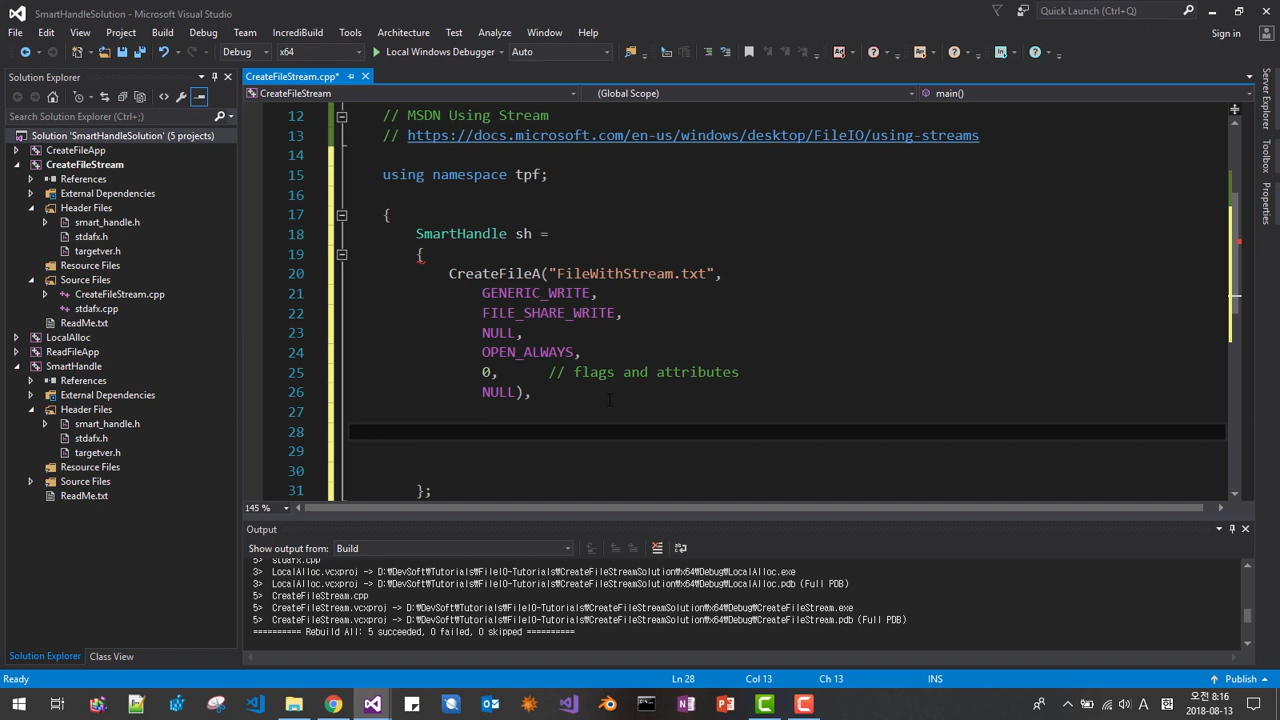 SmartHandleSolution - Microsoft Visual Studio
Quick Launch (Ctrl+Q)
File Edit View Project Build Debug Team IncrediBuild Tools Architecture Test Analyze Window Help
Sign in
Debug x64 Local Windows Debugger Auto
Solution Explorer
Search Solution Explorer (Ctrl+;)
Solution 'SmartHandleSolution' (5 projects)
CreateFileApp
CreateFileStream
References
External Dependencies
Header Files
smart_handle.h
stdafx.h
targetver.h
Resource Files
Source Files
CreateFileStream.cpp
stdafx.cpp
ReadMe.txt
LocalAlloc
ReadFileApp
SmartHandle
References
External Dependencies
Header Files
smart_handle.h
stdafx.h
targetver.h
Resource Files
Source Files
ReadMe.txt
Solution Explorer Class View
CreateFileStream.cpp*
CreateFileStream (Global Scope) main()
12 // MSDN Using Stream
13 // https://docs.microsoft.com/en-us/windows/desktop/FileIO/using-streams
14
15 using namespace tpf;
16
17 {
18 SmartHandle sh =
19 {
20 CreateFileA("FileWithStream.txt",
21 GENERIC_WRITE,
22 FILE_SHARE_WRITE,
23 NULL,
24 OPEN_ALWAYS,
25 0, // flags and attributes
26 NULL),
27
28
29
30
31 };
145 %
Server Explorer
Toolbox
Properties
Output
Show output from: Build
5> stdafx.cpp
3> LocalAlloc.vcxproj -> D:₩DevSoft₩Tutorials₩FileIO-Tutorials₩CreateFileStreamSolution₩x64₩Debug₩LocalAlloc.exe
3> LocalAlloc.vcxproj -> D:₩DevSoft₩Tutorials₩FileIO-Tutorials₩CreateFileStreamSolution₩x64₩Debug₩LocalAlloc.pdb (Full PDB)
5> CreateFileStream.cpp
5> CreateFileStream.vcxproj -> D:₩DevSoft₩Tutorials₩FileIO-Tutorials₩CreateFileStreamSolution₩x64₩Debug₩CreateFileStream.exe
5> CreateFileStream.vcxproj -> D:₩DevSoft₩Tutorials₩FileIO-Tutorials₩CreateFileStreamSolution₩x64₩Debug₩CreateFileStream.pdb (Full PDB)
========== Rebuild All: 5 succeeded, 0 failed, 0 skipped ==========
Ready Ln 28 Col 13 Ch 13 INS Publish
A 오전 8:16
2018-08-13